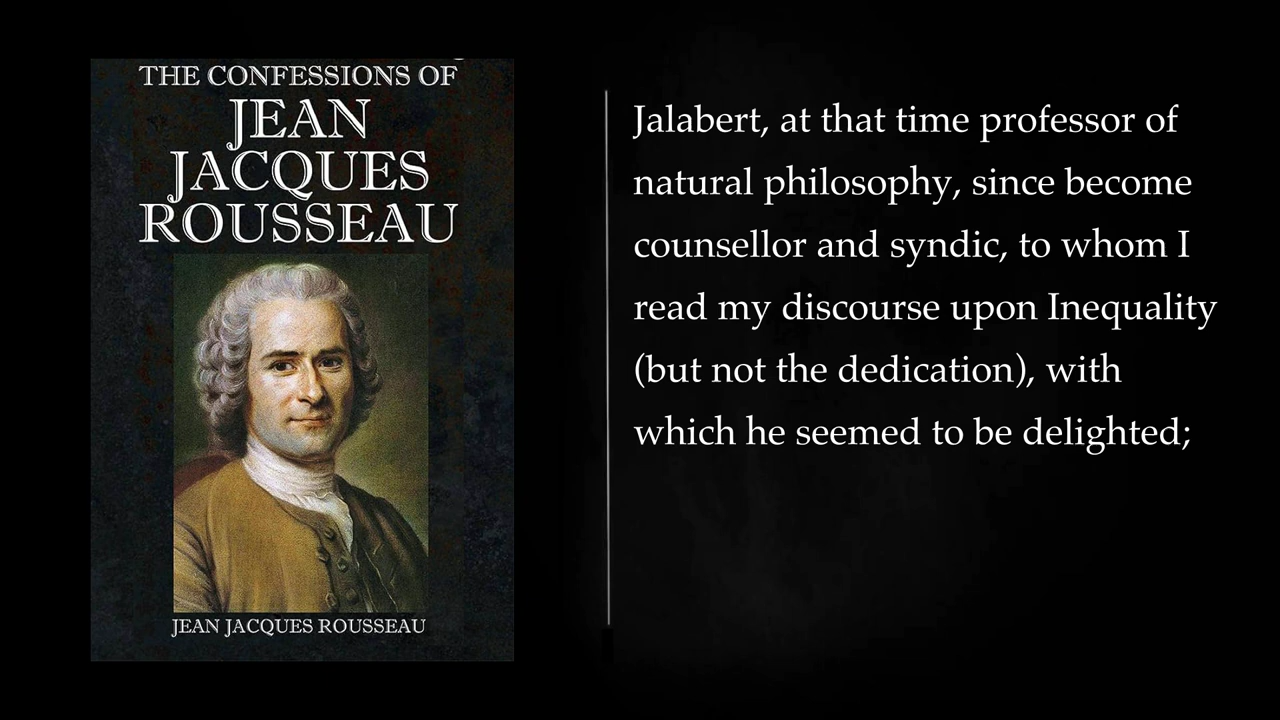 THE CONFESSIONS OF
JEAN
JACQUES
ROUSSEAU
JEAN JACQUES ROUSSEAU
Jalabert, at that time professor of
natural philosophy, since become
counsellor and syndic, to whom I
read my discourse upon Inequality
(but not the dedication), with
which he seemed to be delighted;